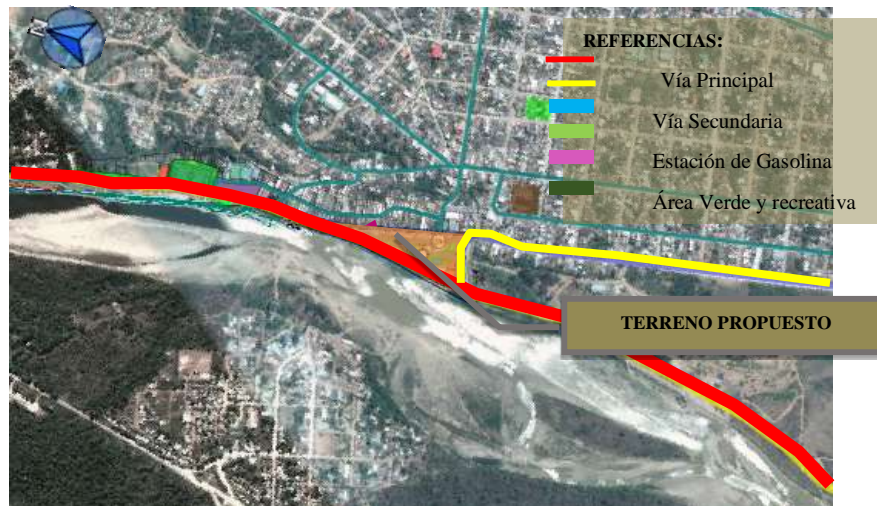 REFERENCIAS:
Vía Principal
Vía Secundaria
Estación de Gasolina
Área Verde y recreativa
TERRENO PROPUESTO